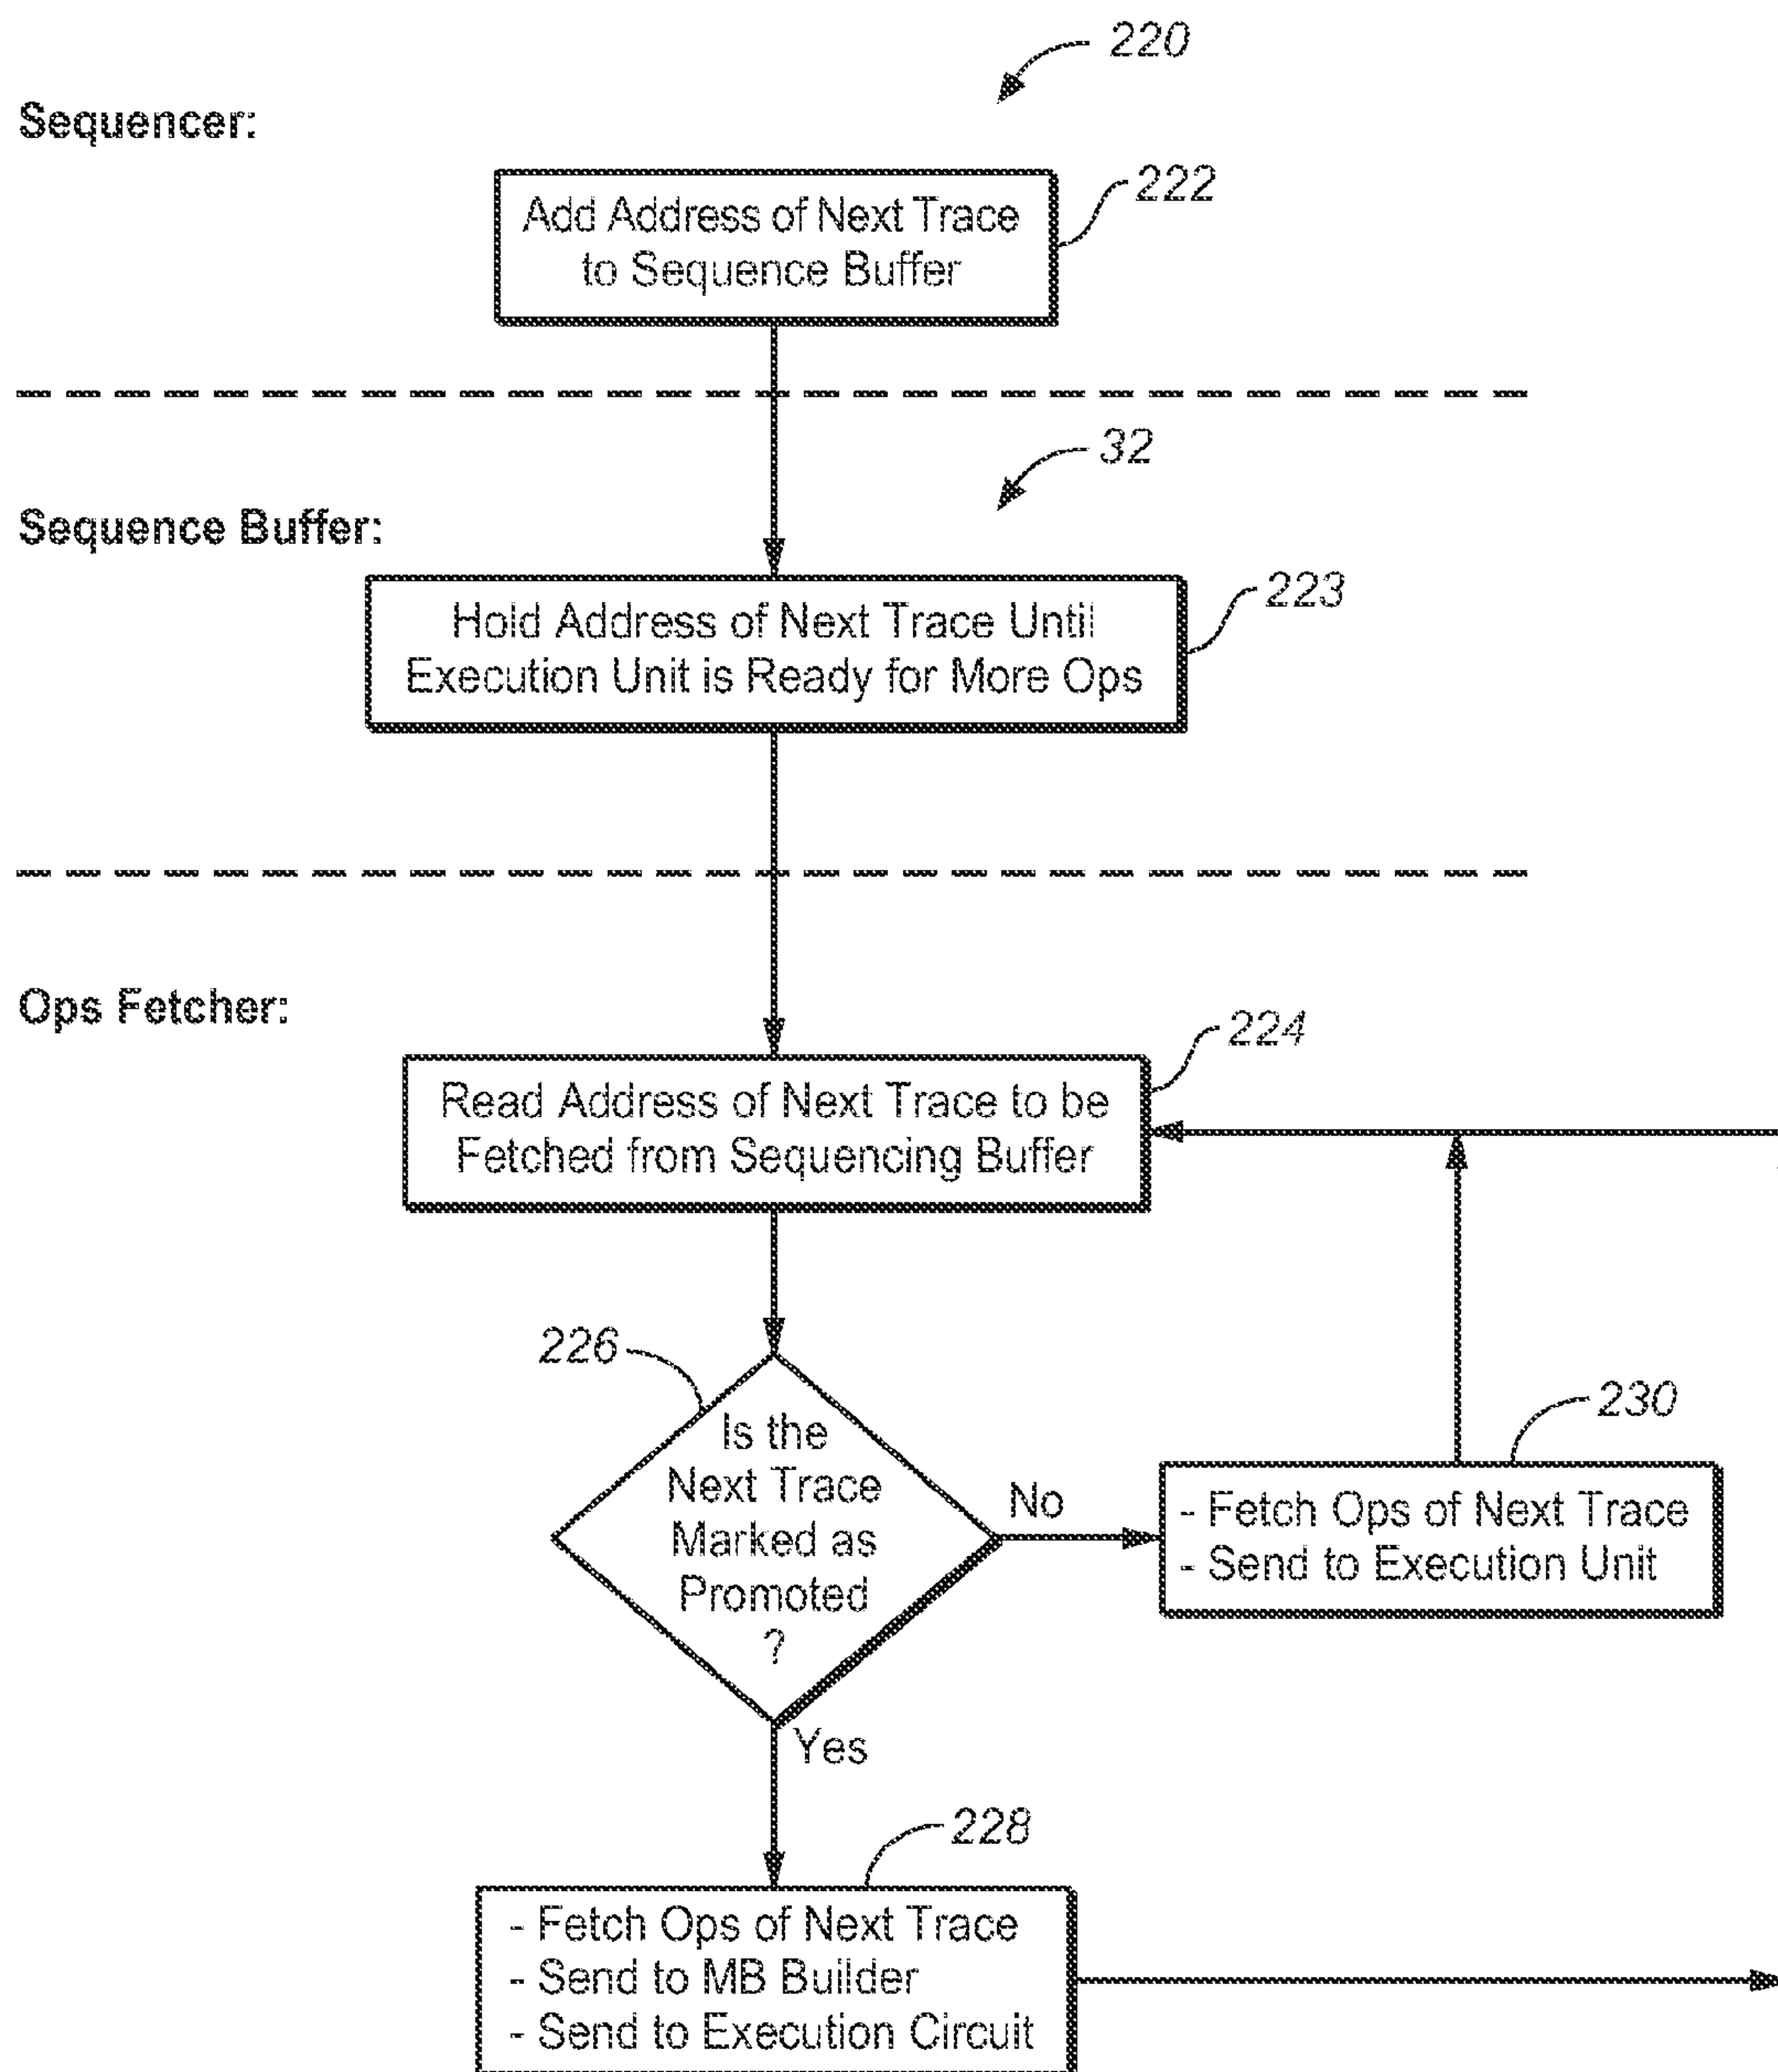 220
Sequencer:
222
Add Address of Next Trace
to Sequence Buffer
32
Sequence Buffer:
223
Hold Address of Next Trace Until
Execution Unit is Ready for More Ops
Ops Fetcher:
224
Read Address of Next Trace to be
Fetched from Sequencing Buffer
226
Is the
Next Trace
Marked as
Promoted
?
No
230
- Fetch Ops of Next Trace
- Send to Execution Unit
Yes
228
- Fetch Ops of Next Trace
- Send to MB Builder
- Send to Execution Circuit